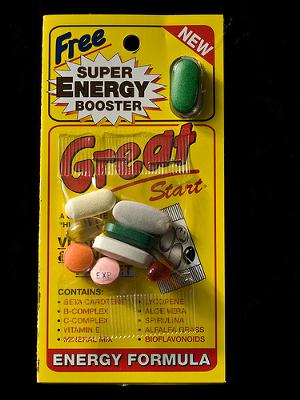 Free
NEW
SUPER
ENERGY
BOOSTER
Great
Start
EXP
CONTAINS:
• BETA CAROTENE
• B-COMPLEX
• C-COMPLEX
• VITAMIN E
• MINERAL MIX
• LYCOPENE
• ALOE VERA
• SPIRULINA
• ALFALFA GRASS
• BIOFLAVONOIDS
ENERGY FORMULA